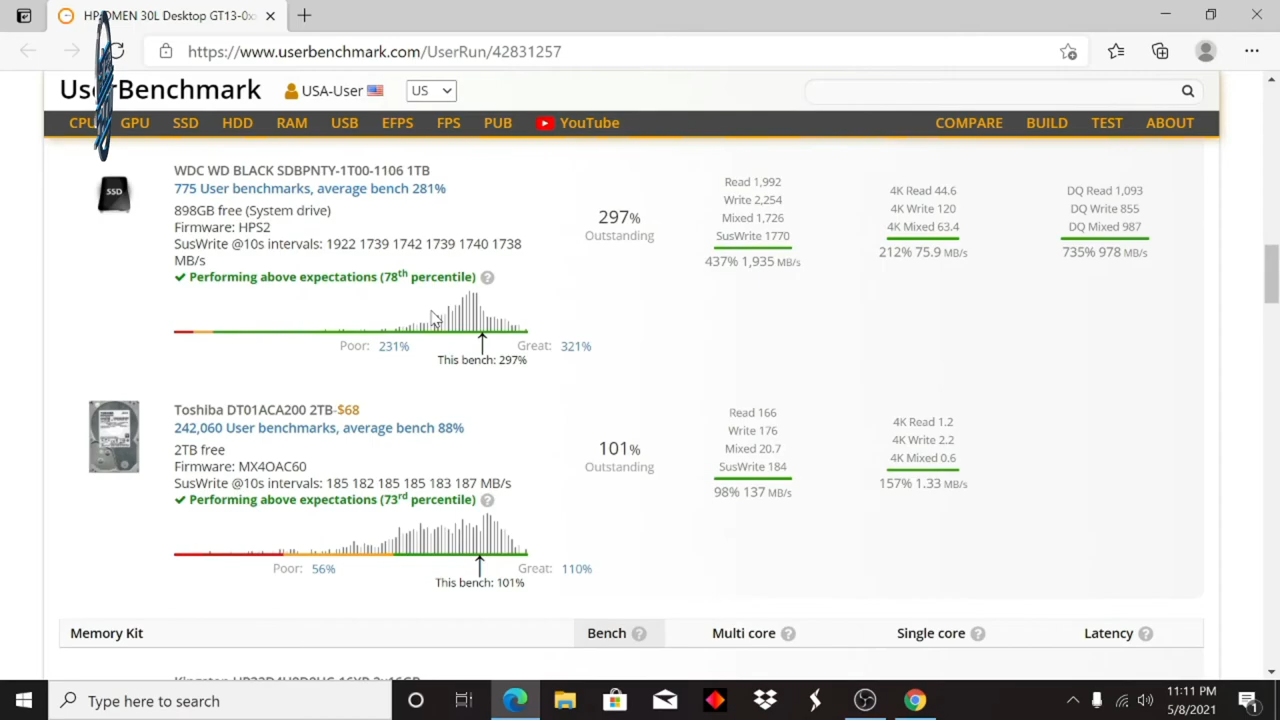 HP OMEN 30L Desktop GT13-0x
https://www.userbenchmark.com/UserRun/42831257
UserBenchmark
USA-User
US
CPU GPU SSD HDD RAM USB EFPS FPS PUB YouTube COMPARE BUILD TEST ABOUT
SSD
WDC WD BLACK SDBPNTY-1T00-1106 1TB
775 User benchmarks, average bench 281%
898GB free (System drive)
Firmware: HPS2
SusWrite @10s intervals: 1922 1739 1742 1739 1740 1738
MB/s
Performing above expectations (78th percentile) ?
Poor: 231%
Great: 321%
This bench: 297%
297%
Outstanding
Read 1,992
Write 2,254
Mixed 1,726
SusWrite 1770
437% 1,935 MB/s
4K Read 44.6
4K Write 120
4K Mixed 63.4
212% 75.9 MB/s
DQ Read 1,093
DQ Write 855
DQ Mixed 987
735% 978 MB/s
Toshiba DT01ACA200 2TB-$68
242,060 User benchmarks, average bench 88%
2TB free
Firmware: MX4OAC60
SusWrite @10s intervals: 185 182 185 185 183 187 MB/s
Performing above expectations (73rd percentile) ?
Poor: 56%
Great: 110%
This bench: 101%
101%
Outstanding
Read 166
Write 176
Mixed 20.7
SusWrite 184
98% 137 MB/s
4K Read 1.2
4K Write 2.2
4K Mixed 0.6
157% 1.33 MB/s
Memory Kit Bench ? Multi core ? Single core ? Latency ?
Type here to search
11:11 PM
5/8/2021
1